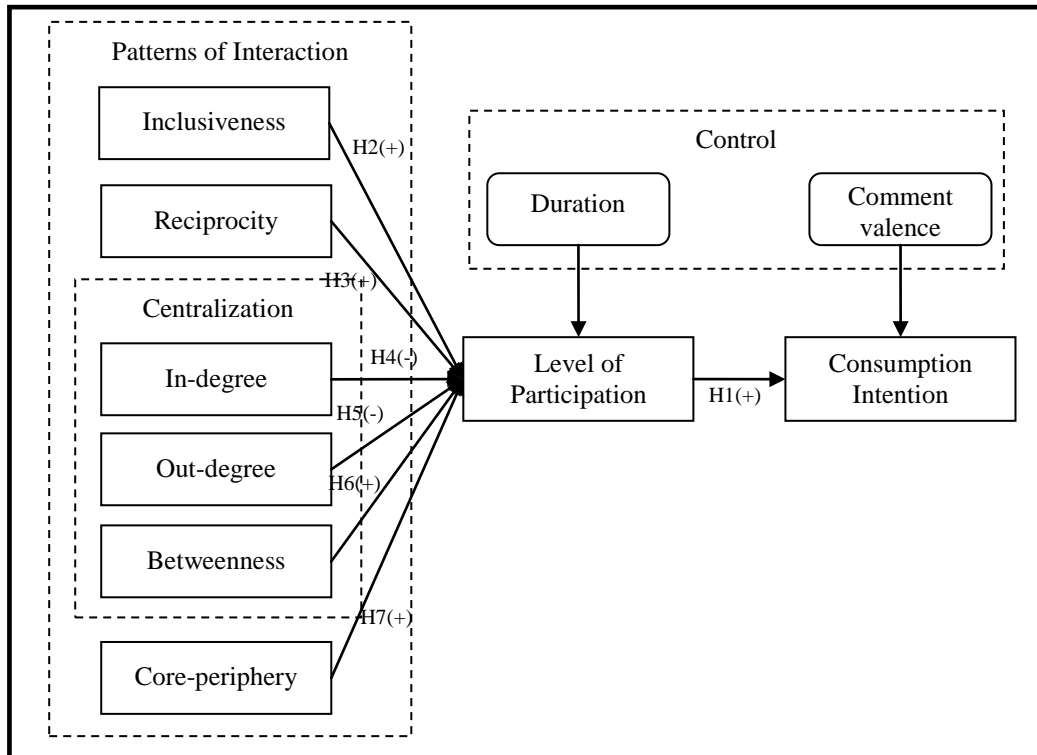 Patterns of Interaction
Inclusiveness
H2(+)
Control
Reciprocity
Duration
Comment
valence
H3(+)
Centralization
In-degree
H4(-)
Level of
Participation
H1(+)
Consumption
Intention
H5(-)
Out-degree
H6(+)
Betweenness
H7(+)
Core-periphery